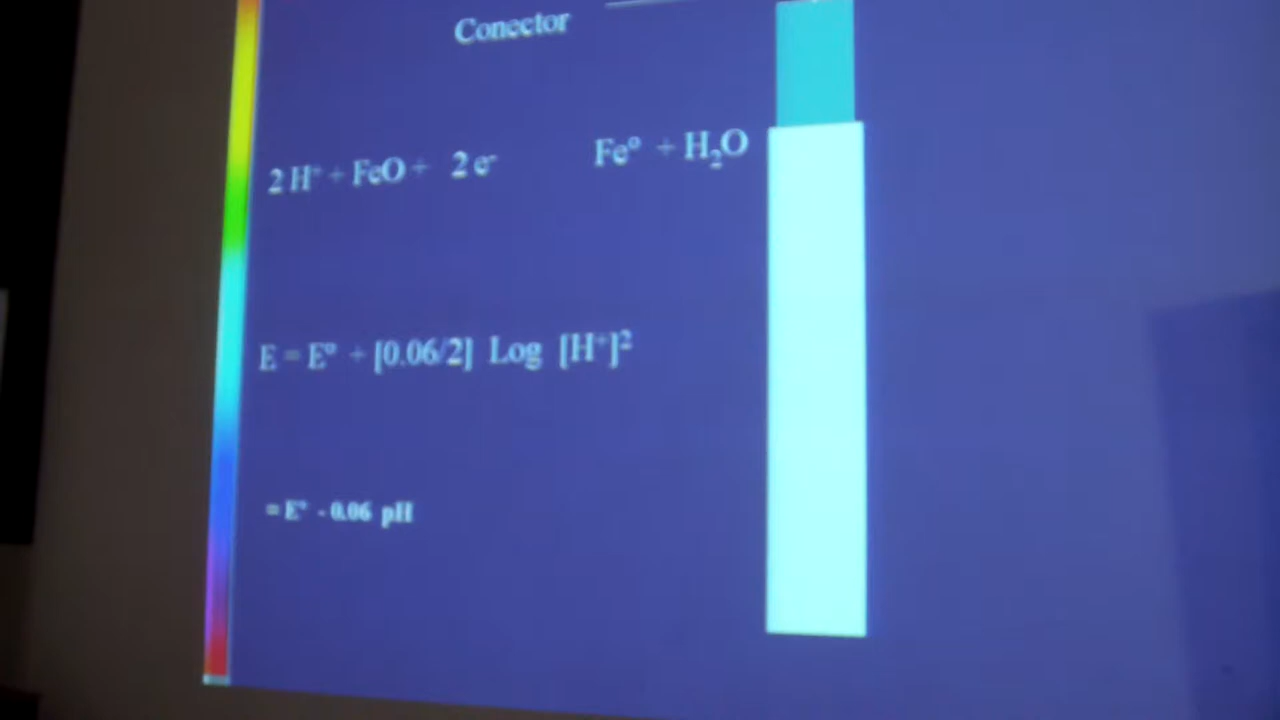 Conector
2 H⁺ + FeO + 2 e⁻ Fe° + H₂O
E = E° + [0.06/2] Log [H⁺]²
= E° - 0.06 pH